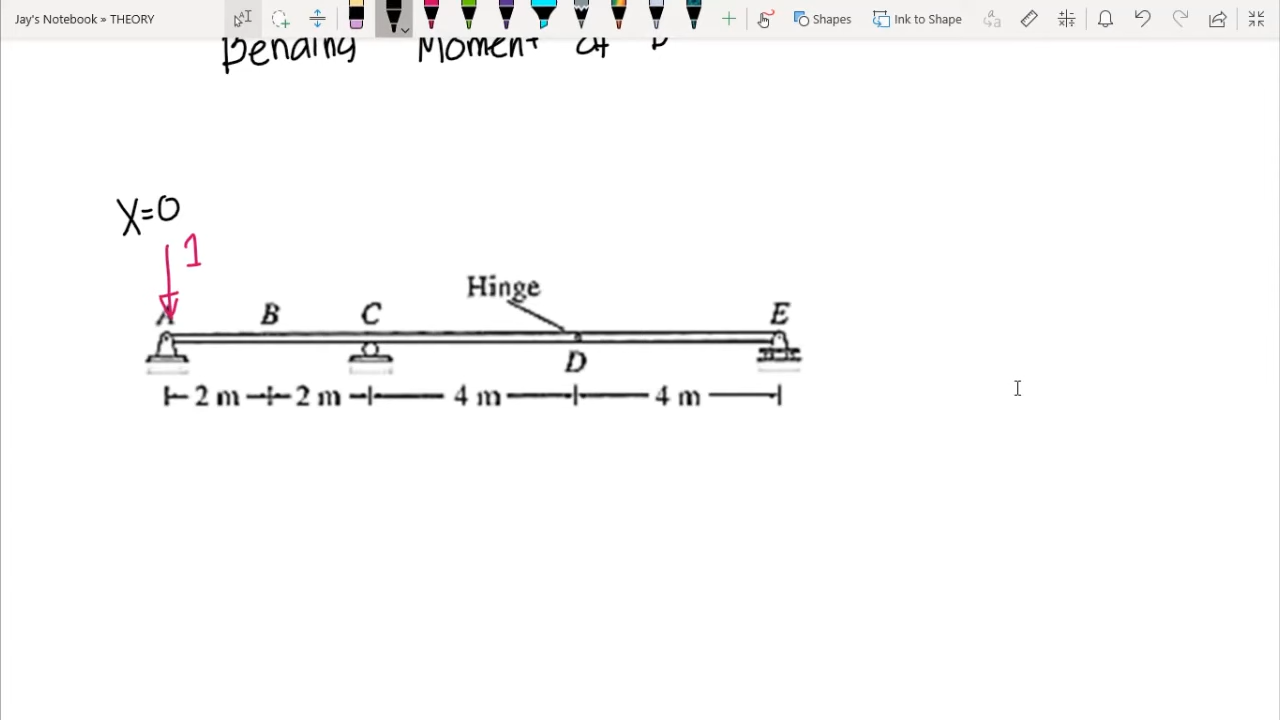 Jay's Notebook » THEORY
Shapes
Ink to Shape
Bending Moment at
X=0
1
Hinge
A B C E
D
2 m 2 m 4 m 4 m